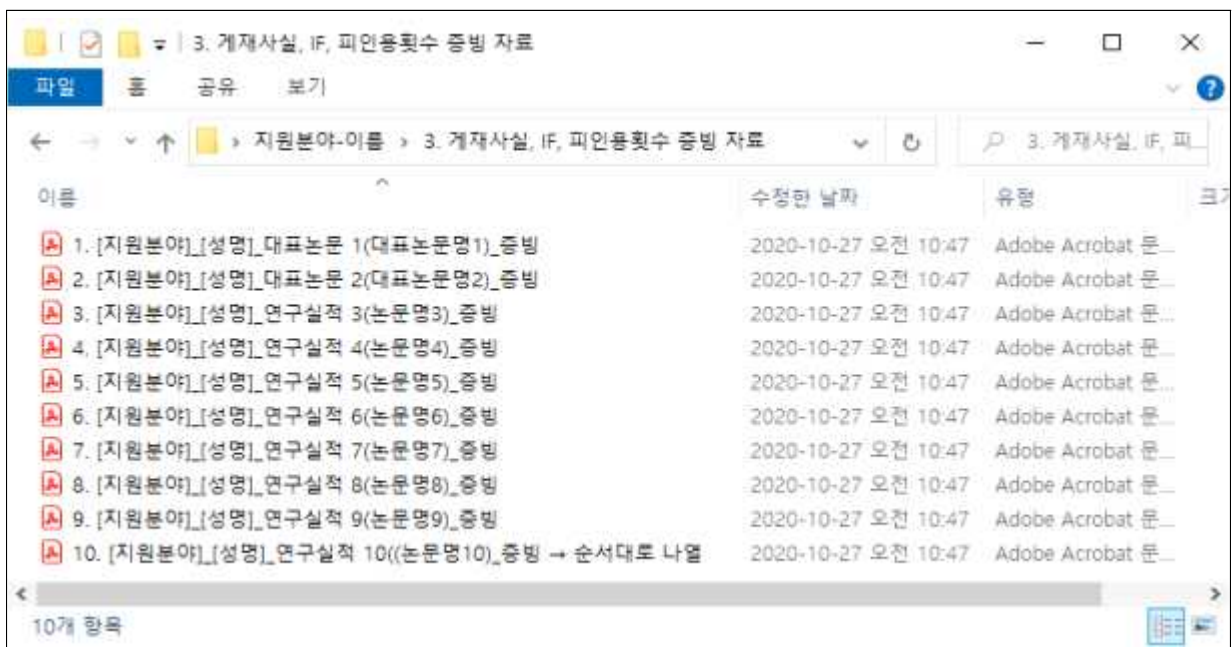 3. 게재사실, IF, 피인용횟수 증빙 자료
파일 홈 공유 보기
지원분야-이름 > 3. 게재사실, IF, 피인용횟수 증빙 자료 3. 게재사실, IF, 피...
이름 수정한 날짜 유형 크기
1. [지원분야]_[성명]_대표논문 1(대표논문명1)_증빙 2020-10-27 오전 10:47 Adobe Acrobat 문...
2. [지원분야]_[성명]_대표논문 2(대표논문명2)_증빙 2020-10-27 오전 10:47 Adobe Acrobat 문...
3. [지원분야]_[성명]_연구실적 3(논문명3)_증빙 2020-10-27 오전 10:47 Adobe Acrobat 문...
4. [지원분야]_[성명]_연구실적 4(논문명4)_증빙 2020-10-27 오전 10:47 Adobe Acrobat 문...
5. [지원분야]_[성명]_연구실적 5(논문명5)_증빙 2020-10-27 오전 10:47 Adobe Acrobat 문...
6. [지원분야]_[성명]_연구실적 6(논문명6)_증빙 2020-10-27 오전 10:47 Adobe Acrobat 문...
7. [지원분야]_[성명]_연구실적 7(논문명7)_증빙 2020-10-27 오전 10:47 Adobe Acrobat 문...
8. [지원분야]_[성명]_연구실적 8(논문명8)_증빙 2020-10-27 오전 10:47 Adobe Acrobat 문...
9. [지원분야]_[성명]_연구실적 9(논문명9)_증빙 2020-10-27 오전 10:47 Adobe Acrobat 문...
10. [지원분야]_[성명]_연구실적 10((논문명10)_증빙 → 순서대로 나열 2020-10-27 오전 10:47 Adobe Acrobat 문...
10개 항목